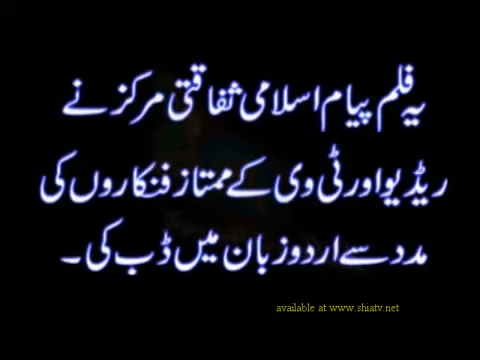 یہ فلم پیام اسلامی ثفاقتی مرکز نے
ریڈیو اور ٹی وی کے ممتاز فنکاروں کی
مدد سے اردو زبان میں ڈب کی ۔
available at www.shiatv.net